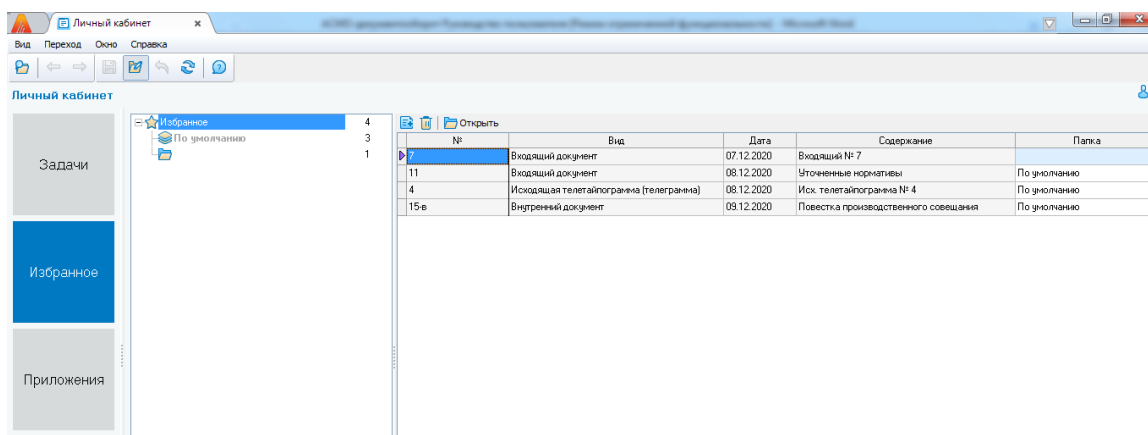 Личный кабинет
Вид Переход Окно Справка
Личный кабинет
Задачи
Избранное
Приложения
Избранное 4
По умолчанию 3
1
Открыть
№ Вид Дата Содержание Папка
7 Входящий документ 07.12.2020 Входящий № 7
11 Входящий документ 08.12.2020 Уточненные нормативы По умолчанию
4 Исходящая телетайпограмма (телеграмма) 08.12.2020 Исх. телетайпограмма № 4 По умолчанию
15-в Внутренний документ 09.12.2020 Повестка производственного совещания По умолчанию